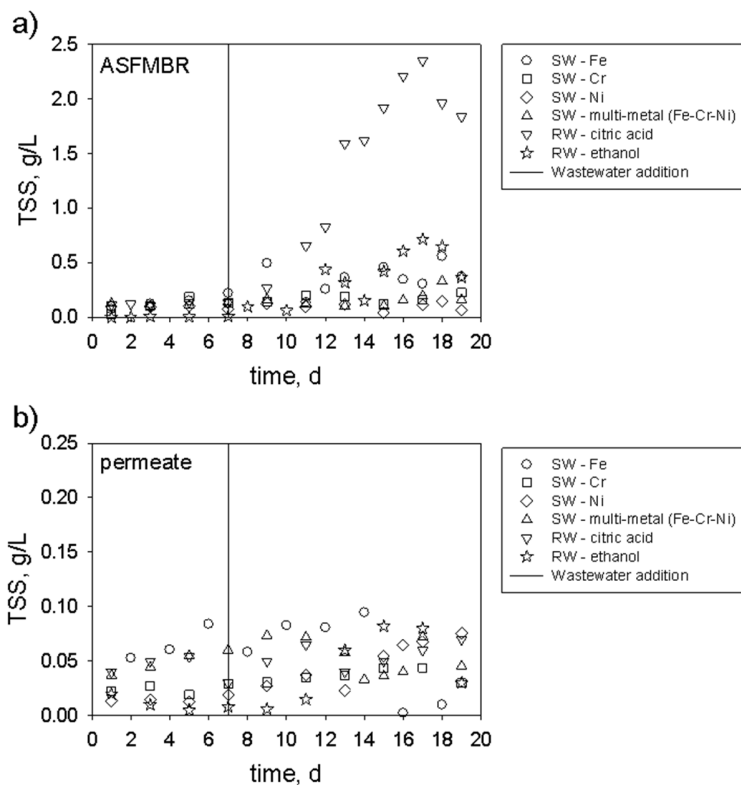 a)
2.5
2.0
1.5
1.0
0.5
0.0
TSS, g/L
ASFMBR
0 2 4 6 8 10 12 14 16 18 20
time, d
SW - Fe
SW - Cr
SW - Ni
SW - multi-metal (Fe-Cr-Ni)
RW - citric acid
RW - ethanol
Wastewater addition
b)
0.25
0.20
0.15
0.10
0.05
0.00
TSS, g/L
permeate
0 2 4 6 8 10 12 14 16 18 20
time, d
SW - Fe
SW - Cr
SW - Ni
SW - multi-metal (Fe-Cr-Ni)
RW - citric acid
RW - ethanol
Wastewater addition